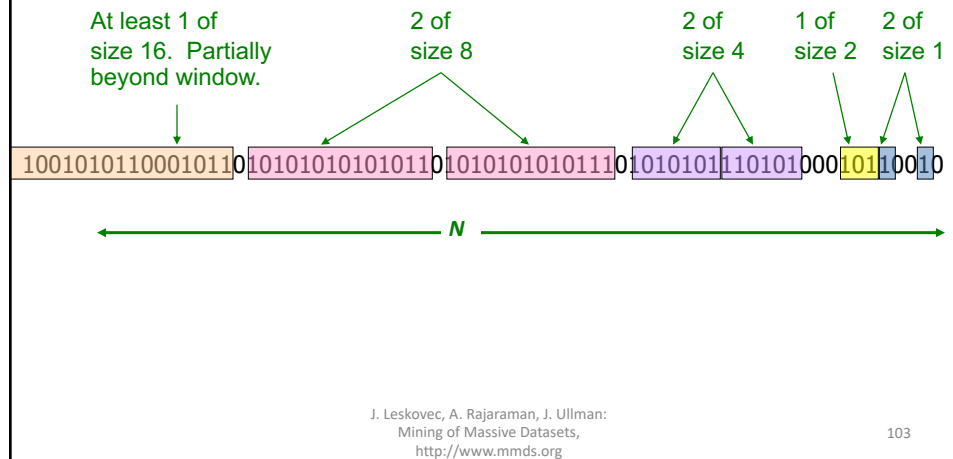 At least 1 of
size 16. Partially
beyond window.
2 of
size 8
2 of
size 4
1 of
size 2
2 of
size 1
1001010110001011010101010101011010101010101110101010111010100010110010
N
J. Leskovec, A. Rajaraman, J. Ullman:
Mining of Massive Datasets,
http://www.mmds.org
103